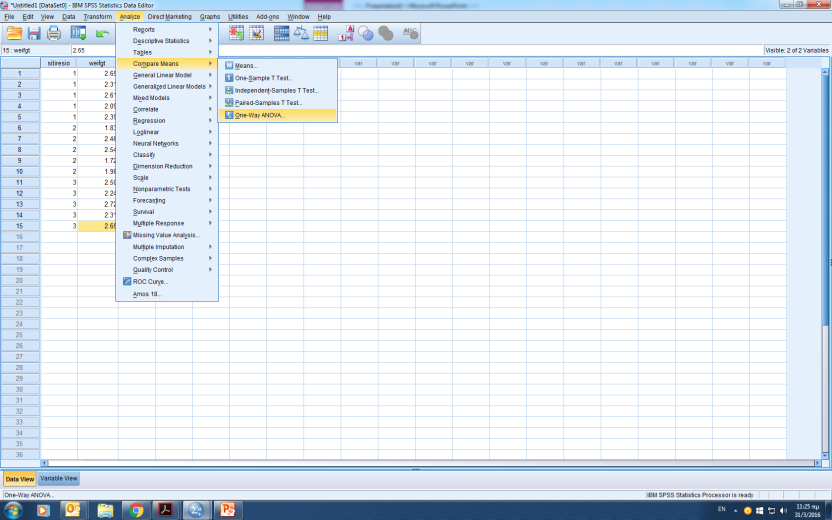 *Untitled1 [DataSet0] - IBM SPSS Statistics Data Editor
File Edit View Data Transform Analyze Direct Marketing Graphs Utilities Add-ons Window Help
15 : weifgt 2.65
Visible: 2 of 2 Variables
sitiresio weifgt var var var var var var var var var var var var
1 1 2.65
2 1 2.31
3 1 2.61
4 1 2.09
5 1 2.39
6 2 1.83
7 2 2.46
8 2 2.54
9 2 1.72
10 2 1.98
11 3 2.50
12 3 2.24
13 3 2.72
14 3 2.31
15 3 2.65
16
17
18
19
20
21
22
23
24
25
26
27
28
29
30
31
32
33
34
35
36
Reports
Descriptive Statistics
Tables
Compare Means
General Linear Model
Generalized Linear Models
Mixed Models
Correlate
Regression
Loglinear
Neural Networks
Classify
Dimension Reduction
Scale
Nonparametric Tests
Forecasting
Survival
Multiple Response
Missing Value Analysis...
Multiple Imputation
Complex Samples
Quality Control
ROC Curve...
Amos 18...
Means...
One-Sample T Test...
Independent-Samples T Test...
Paired-Samples T Test...
One-Way ANOVA...
Data View Variable View
One-Way ANOVA...
IBM SPSS Statistics Processor is ready
EN
11:25 πμ
31/3/2016